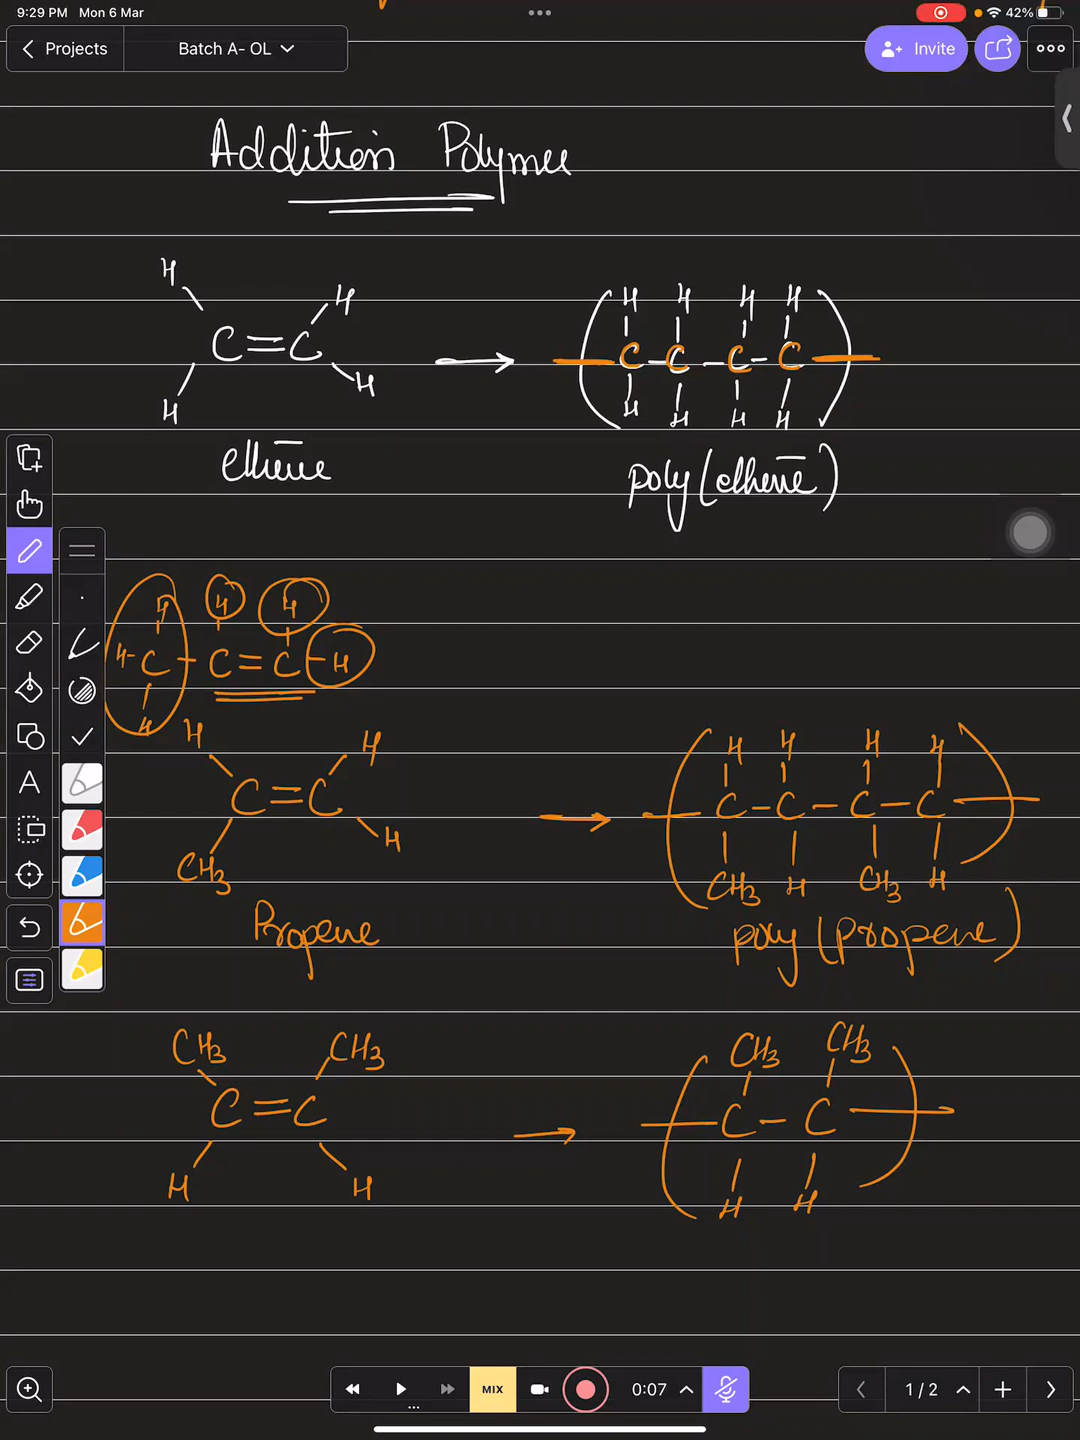 9:29 PM Mon 6 Mar
42%
Projects
Batch A- OL
Invite
Addition Polymer
H H H H H
H
C=C → -(C-C-C-C)-
H H H H H
H
ethene
poly(ethene)
H H H
H-C-C=C-H
H
H H H H H H
C=C → -(C-C-C-C)-
H
CH3 CH3 H CH3 H
Propene
poly(propene)
CH3 CH3 CH3 CH3
C=C → -(C-C)-
H H H H
A
MIX
0:07
1/2